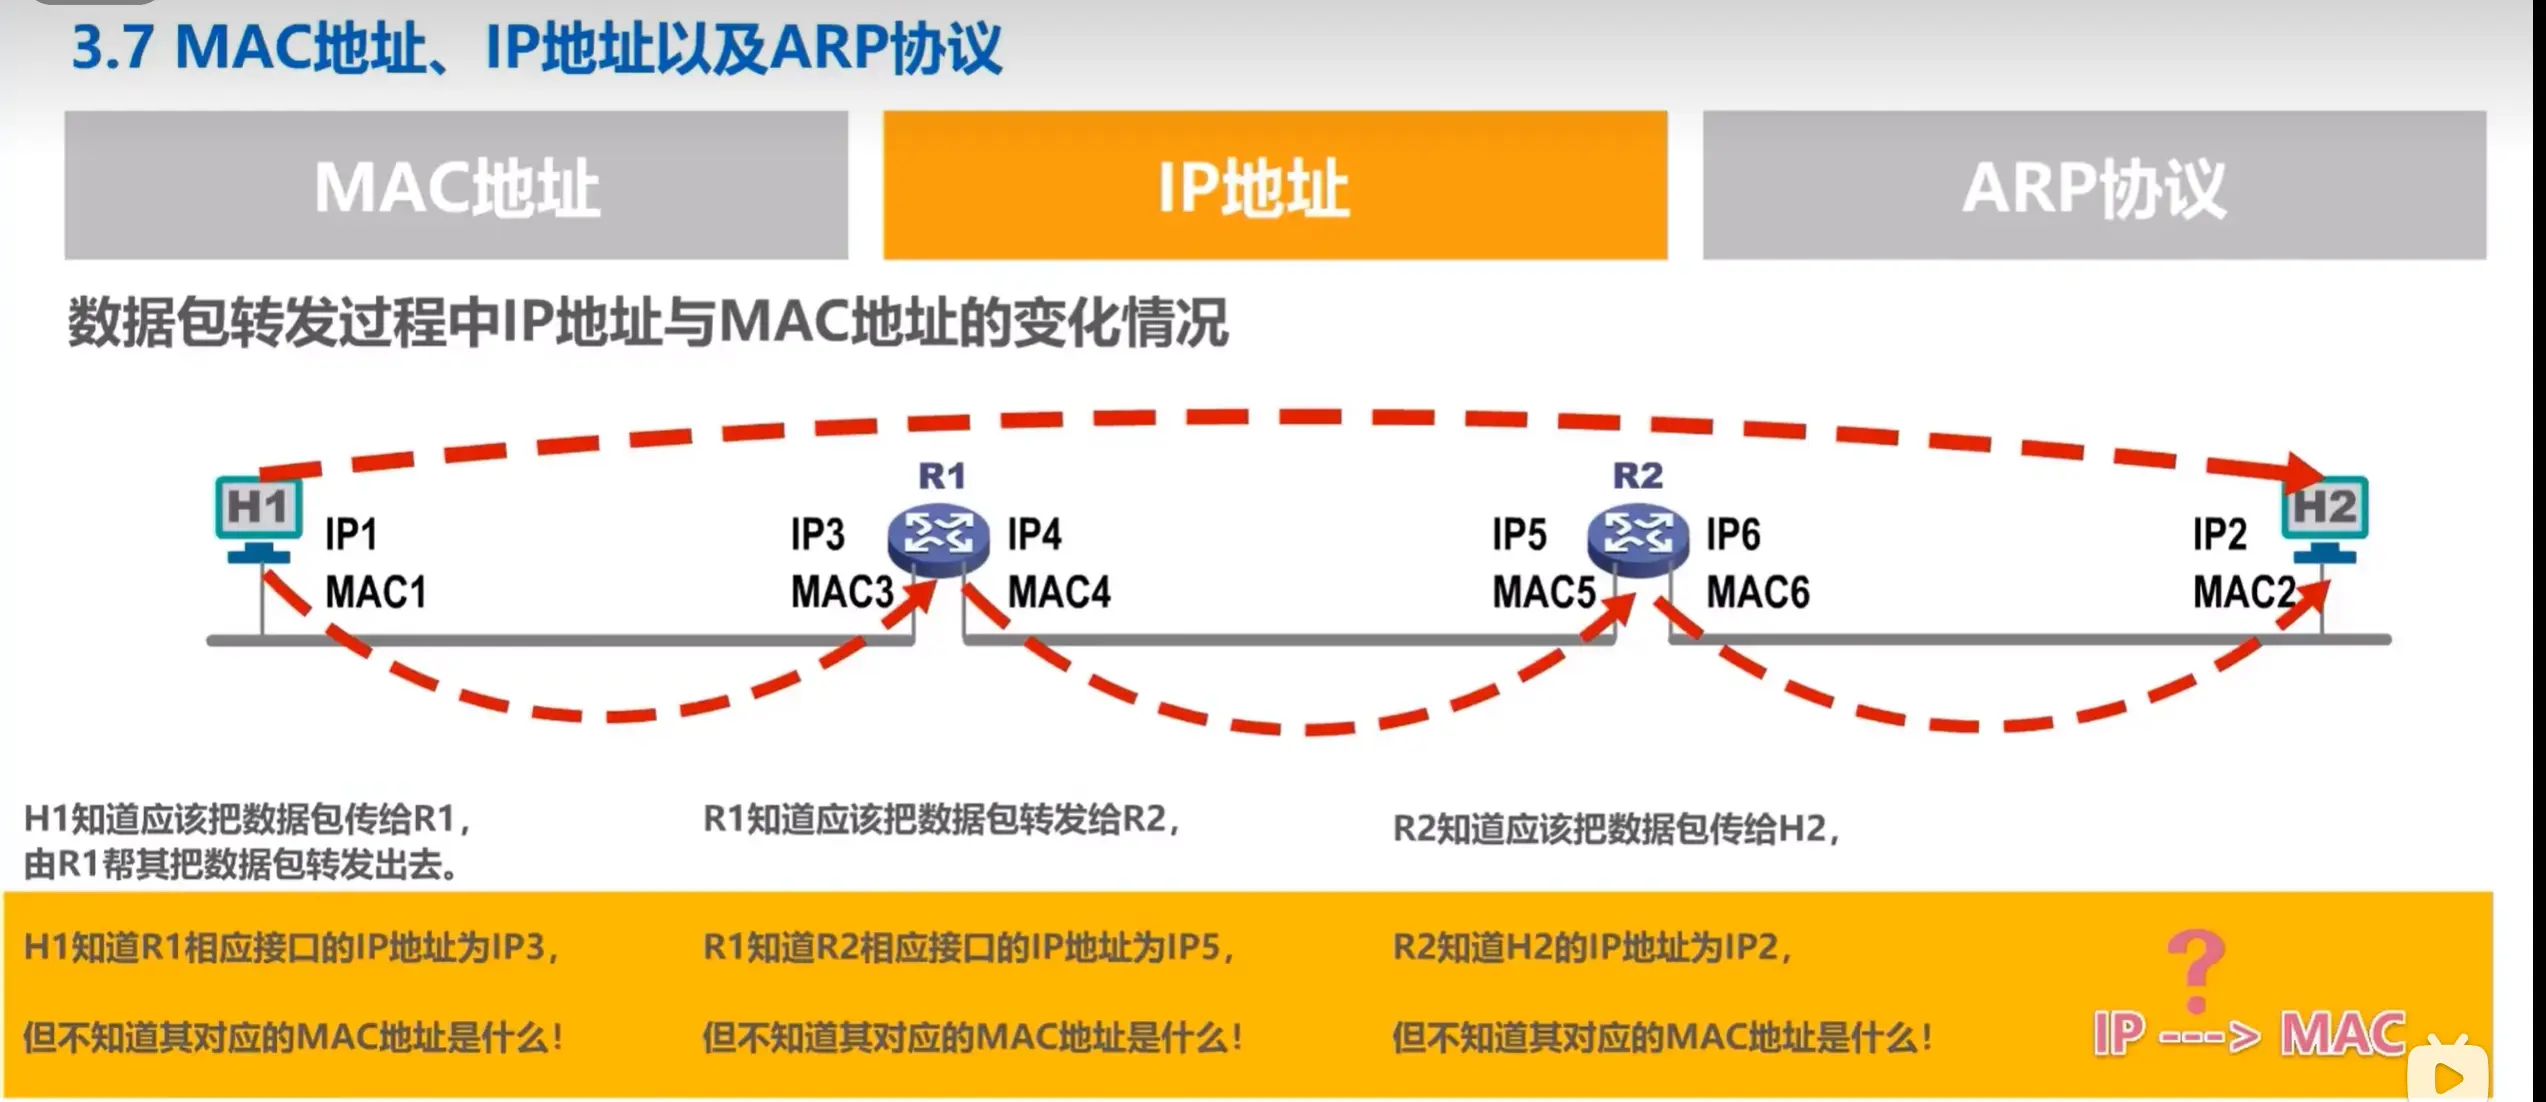 3.7 MAC地址、IP地址以及ARP协议
MAC地址
IP地址
ARP协议
数据包转发过程中IP地址与MAC地址的变化情况
R1
R2
H1
H2
IP1
IP3
IP4
IP5
IP6
IP2
MAC1
MAC3
MAC4
MAC5
MAC6
MAC2
H1知道应该把数据包传给R1，
由R1帮其把数据包转发出去。
R1知道应该把数据包转发给R2，
R2知道应该把数据包传给H2，
H1知道R1相应接口的IP地址为IP3，
但不知道其对应的MAC地址是什么！
R1知道R2相应接口的IP地址为IP5，
但不知道其对应的MAC地址是什么！
R2知道H2的IP地址为IP2，
但不知道其对应的MAC地址是什么！
?
IP ---> MAC